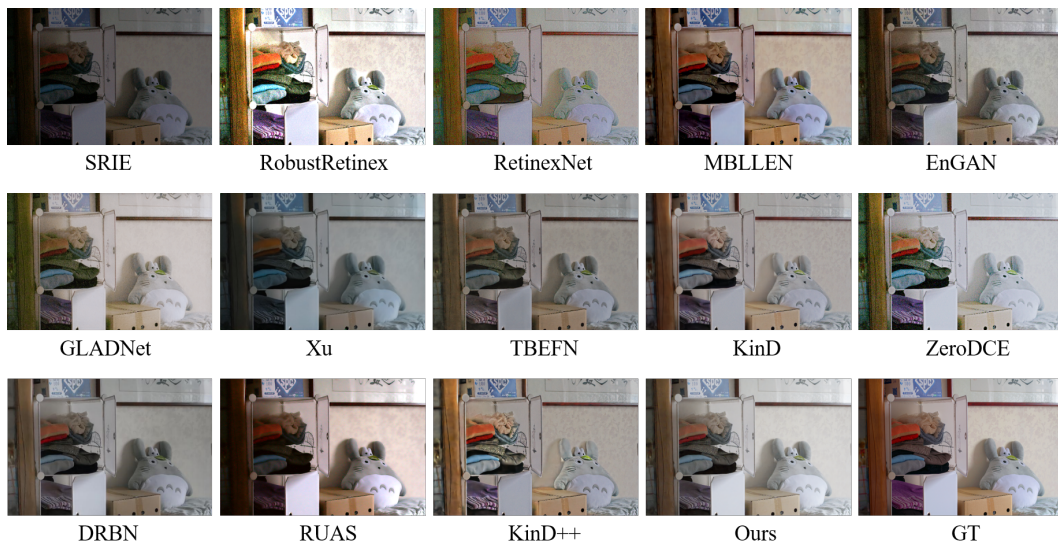 SRIE RobustRetinex RetinexNet MBLLEN EnGAN
GLADNet Xu TBEFN KinD ZeroDCE
DRBN RUAS KinD++ Ours GT